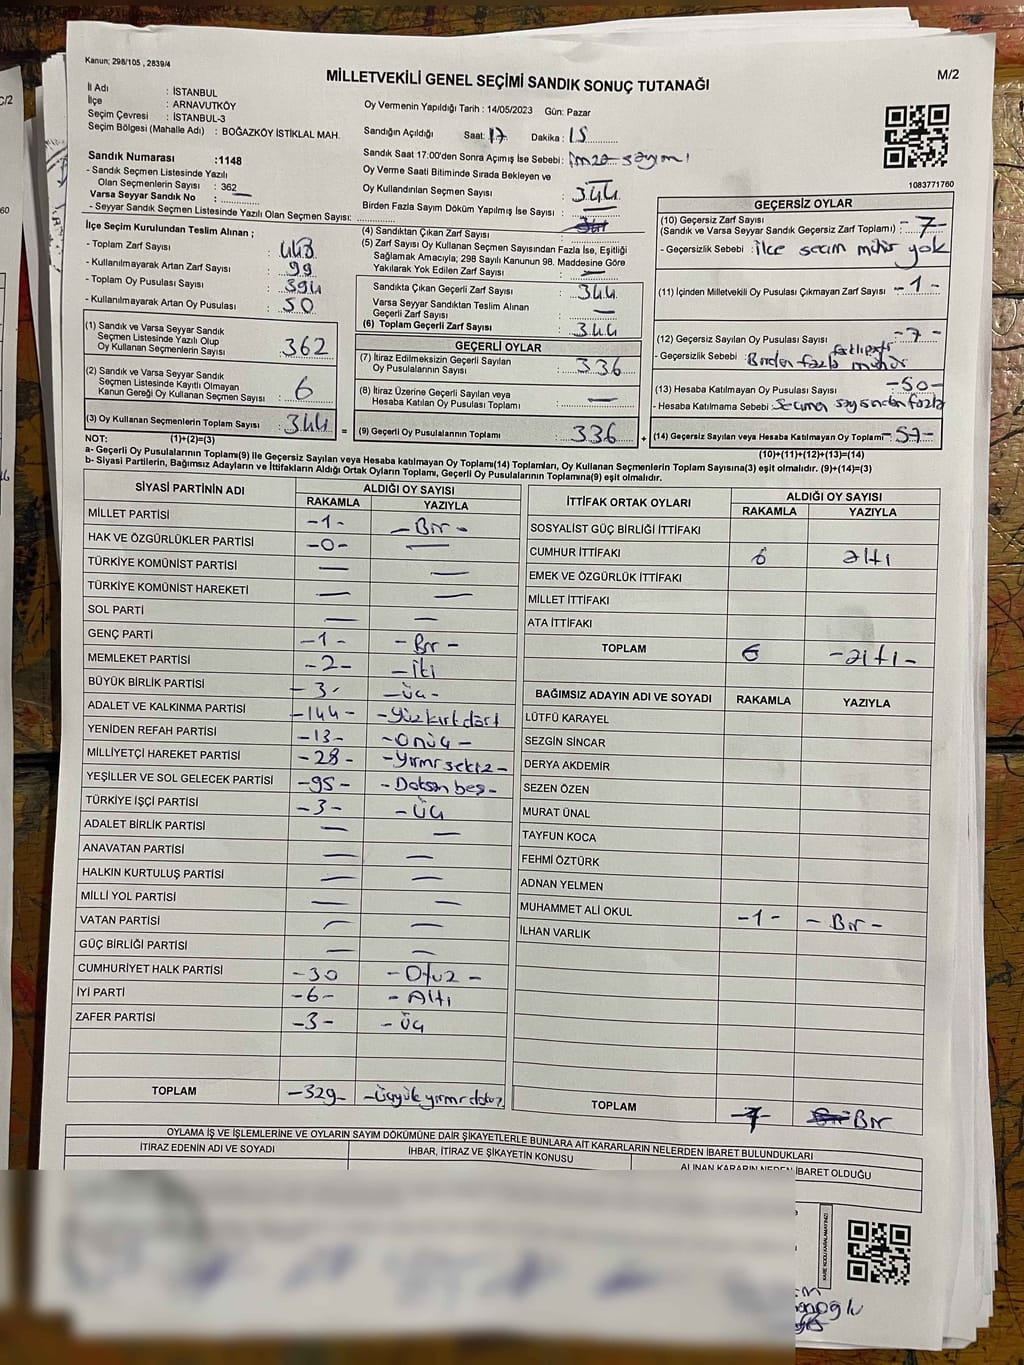 Kanun; 298/105 , 2839/4
M/2
MİLLETVEKİLİ GENEL SEÇİMİ SANDIK SONUÇ TUTANAĞI
İl Adı : İSTANBUL
İlçe : ARNAVUTKÖY
Seçim Çevresi : İSTANBUL-3
Seçim Bölgesi (Mahalle Adı) : BOĞAZKÖY İSTİKLAL MAH.
Oy Vermenin Yapıldığı Tarih : 14/05/2023 Gün: Pazar
Sandığın Açıldığı Saat: 17 Dakika : 15
Sandık Saat 17:00'den Sonra Açımış İse Sebebi: imza sayımı
Oy Verme Saati Bitiminde Sırada Bekleyen ve
Oy Kullandırılan Seçmen Sayısı : 344
Birden Fazla Sayım Döküm Yapılmış İse Sayısı :
1083771760
Sandık Numarası :1148
- Sandık Seçmen Listesinde Yazılı
Olan Seçmenlerin Sayısı : 362
Varsa Seyyar Sandık No :
- Seyyar Sandık Seçmen Listesinde Yazılı Olan Seçmen Sayısı:
İlçe Seçim Kurulundan Teslim Alınan ;
- Toplam Zarf Sayısı : 443
- Kullanılmayarak Artan Zarf Sayısı : 99
- Toplam Oy Pusulası Sayısı : 394
- Kullanılmayarak Artan Oy Pusulası : 50
(1) Sandık ve Varsa Seyyar Sandık
Seçmen Listesinde Yazılı Olup
Oy Kullanan Seçmenlerin Sayısı : 362
(2) Sandık ve Varsa Seyyar Sandık
Seçmen Listesinde Kayıtlı Olmayan
Kanun Gereği Oy Kullanan Seçmen Sayısı : 6
(3) Oy Kullanan Seçmenlerin Toplam Sayısı : 344
(4) Sandıktan Çıkan Zarf Sayısı :
(5) Zarf Sayısı Oy Kullanan Seçmen Sayısından Fazla İse, Eşitliği
Sağlamak Amacıyla; 298 Sayılı Kanunun 98. Maddesine Göre
Yakılarak Yok Edilen Zarf Sayısı : —
Sandıkta Çıkan Geçerli Zarf Sayısı : 344
Varsa Seyyar Sandıktan Teslim Alınan
Geçerli Zarf Sayısı : —
(6) Toplam Geçerli Zarf Sayısı : 344
GEÇERLİ OYLAR
(7) İtiraz Edilmeksizin Geçerli Sayılan
Oy Pusulalarının Sayısı : 336
(8) İtiraz Üzerine Geçerli Sayılan veya
Hesaba Katılan Oy Pusulası Toplamı : —
= (9) Geçerli Oy Pusulalarının Toplamı : 336 +
GEÇERSİZ OYLAR
(10) Geçersiz Zarf Sayısı
(Sandık ve Varsa Seyyar Sandık Geçersiz Zarf Toplamı) : -7-
- Geçersizlik Sebebi : ilce secim mühür yok
(11) İçinden Milletvekili Oy Pusulası Çıkmayan Zarf Sayısı -1-
(12) Geçersiz Sayılan Oy Pusulası Sayısı : -7-
- Geçersizlik Sebebi : Birden fazla mühür
(13) Hesaba Katılmayan Oy Pusulası Sayısı : -50-
- Hesaba Katılmama Sebebi : Seçmen sayısından fazla
(14) Geçersiz Sayılan veya Hesaba Katılmayan Oy Toplamı -57-
(10)+(11)+(12)+(13)=(14)
NOT: (1)+(2)=(3)
a- Geçerli Oy Pusulalarının Toplamı(9) ile Geçersiz Sayılan veya Hesap katılmayan Oy Toplamı(14) Toplamları, Oy Kullanan Seçmenlerin Toplam Sayısına(3) eşit olmalıdır. (9)+(14)=(3)
b- Siyasi Partilerin, Bağımsız Adayların ve İttifakların Aldığı Ortak Oyların Toplamı, Geçerli Oy Pusulalarının Toplamına(9) eşit olmalıdır.
SİYASİ PARTİNİN ADI ALDIĞI OY SAYISI
RAKAMLA YAZIYLA
MİLLET PARTİSİ -1- -Bir-
HAK VE ÖZGÜRLÜKLER PARTİSİ -0- —
TÜRKİYE KOMÜNİST PARTİSİ — —
TÜRKİYE KOMÜNİST HAREKETİ — —
SOL PARTİ — —
GENÇ PARTİ -1- -Bir-
MEMLEKET PARTİSİ -2- -İki
BÜYÜK BİRLİK PARTİSİ -3- -Üç-
ADALET VE KALKINMA PARTİSİ -144- -Yüzkırkdört
YENİDEN REFAH PARTİSİ -13- -Onüç-
MİLLİYETÇİ HAREKET PARTİSİ -28- -Yirmisekiz-
YEŞİLLER VE SOL GELECEK PARTİSİ -95- -Doksanbeş-
TÜRKİYE İŞÇİ PARTİSİ -3- -Üç
ADALET BİRLİK PARTİSİ — —
ANAVATAN PARTİSİ — —
HALKIN KURTULUŞ PARTİSİ — —
MİLLİ YOL PARTİSİ — —
VATAN PARTİSİ — —
GÜÇ BİRLİĞİ PARTİSİ — —
CUMHURİYET HALK PARTİSİ -30 -Otuz-
İYİ PARTİ -6- -Altı
ZAFER PARTİSİ -3- -Üç
TOPLAM -329- -Üçyüzyirmidokuz
İTTİFAK ORTAK OYLARI ALDIĞI OY SAYISI
RAKAMLA YAZIYLA
SOSYALİST GÜÇ BİRLİĞİ İTTİFAKI
CUMHUR İTTİFAKI 6 altı
EMEK VE ÖZGÜRLÜK İTTİFAKI
MİLLET İTTİFAKI
ATA İTTİFAKI
TOPLAM 6 -altı-
BAĞIMSIZ ADAYIN ADI VE SOYADI RAKAMLA YAZIYLA
LÜTFÜ KARAYEL
SEZGİN SİNCAR
DERYA AKDEMİR
SEZEN ÖZEN
MURAT ÜNAL
TAYFUN KOCA
FEHMİ ÖZTÜRK
ADNAN YELMEN
MUHAMMET ALİ OKUL -1- -Bir-
İLHAN VARLIK
TOPLAM Bir
OYLAMA İŞ VE İŞLEMLERİNE VE OYLARIN SAYIM DÖKÜMÜNE DAİR ŞİKAYETLERLE BUNLARA AİT KARARLARIN NELERDEN İBARET BULUNDUKLARI
İTİRAZ EDENİN ADI VE SOYADI İHBAR, İTİRAZ VE ŞİKAYETİN KONUSU ALINAN KARARIN NEDEN İBARET OLDUĞU
KARE KODU KARALAMAYINIZ!